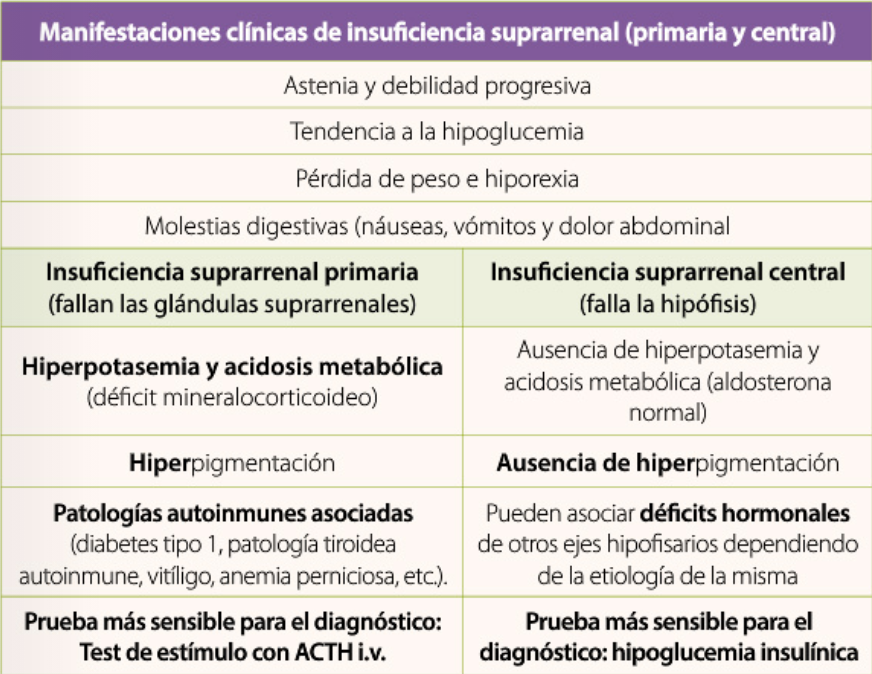 Manifestaciones clínicas de insuficiencia suprarrenal (primaria y central)
Astenia y debilidad progresiva
Tendencia a la hipoglucemia
Pérdida de peso e hiporexia
Molestias digestivas (náuseas, vómitos y dolor abdominal
Insuficiencia suprarrenal primaria
(fallan las glándulas suprarrenales)
Insuficiencia suprarrenal central
(falla la hipófisis)
Hiperpotasemia y acidosis metabólica
(déficit mineralocorticoideo)
Ausencia de hiperpotasemia y
acidosis metabólica (aldosterona
normal)
Hiperpigmentación
Ausencia de hiperpigmentación
Patologías autoinmunes asociadas
(diabetes tipo 1, patología tiroidea
autoinmune, vitíligo, anemia perniciosa, etc.).
Pueden asociar déficits hormonales
de otros ejes hipofisarios dependiendo
de la etiología de la misma
Prueba más sensible para el diagnóstico:
Test de estímulo con ACTH i.v.
Prueba más sensible para el
diagnóstico: hipoglucemia insulínica